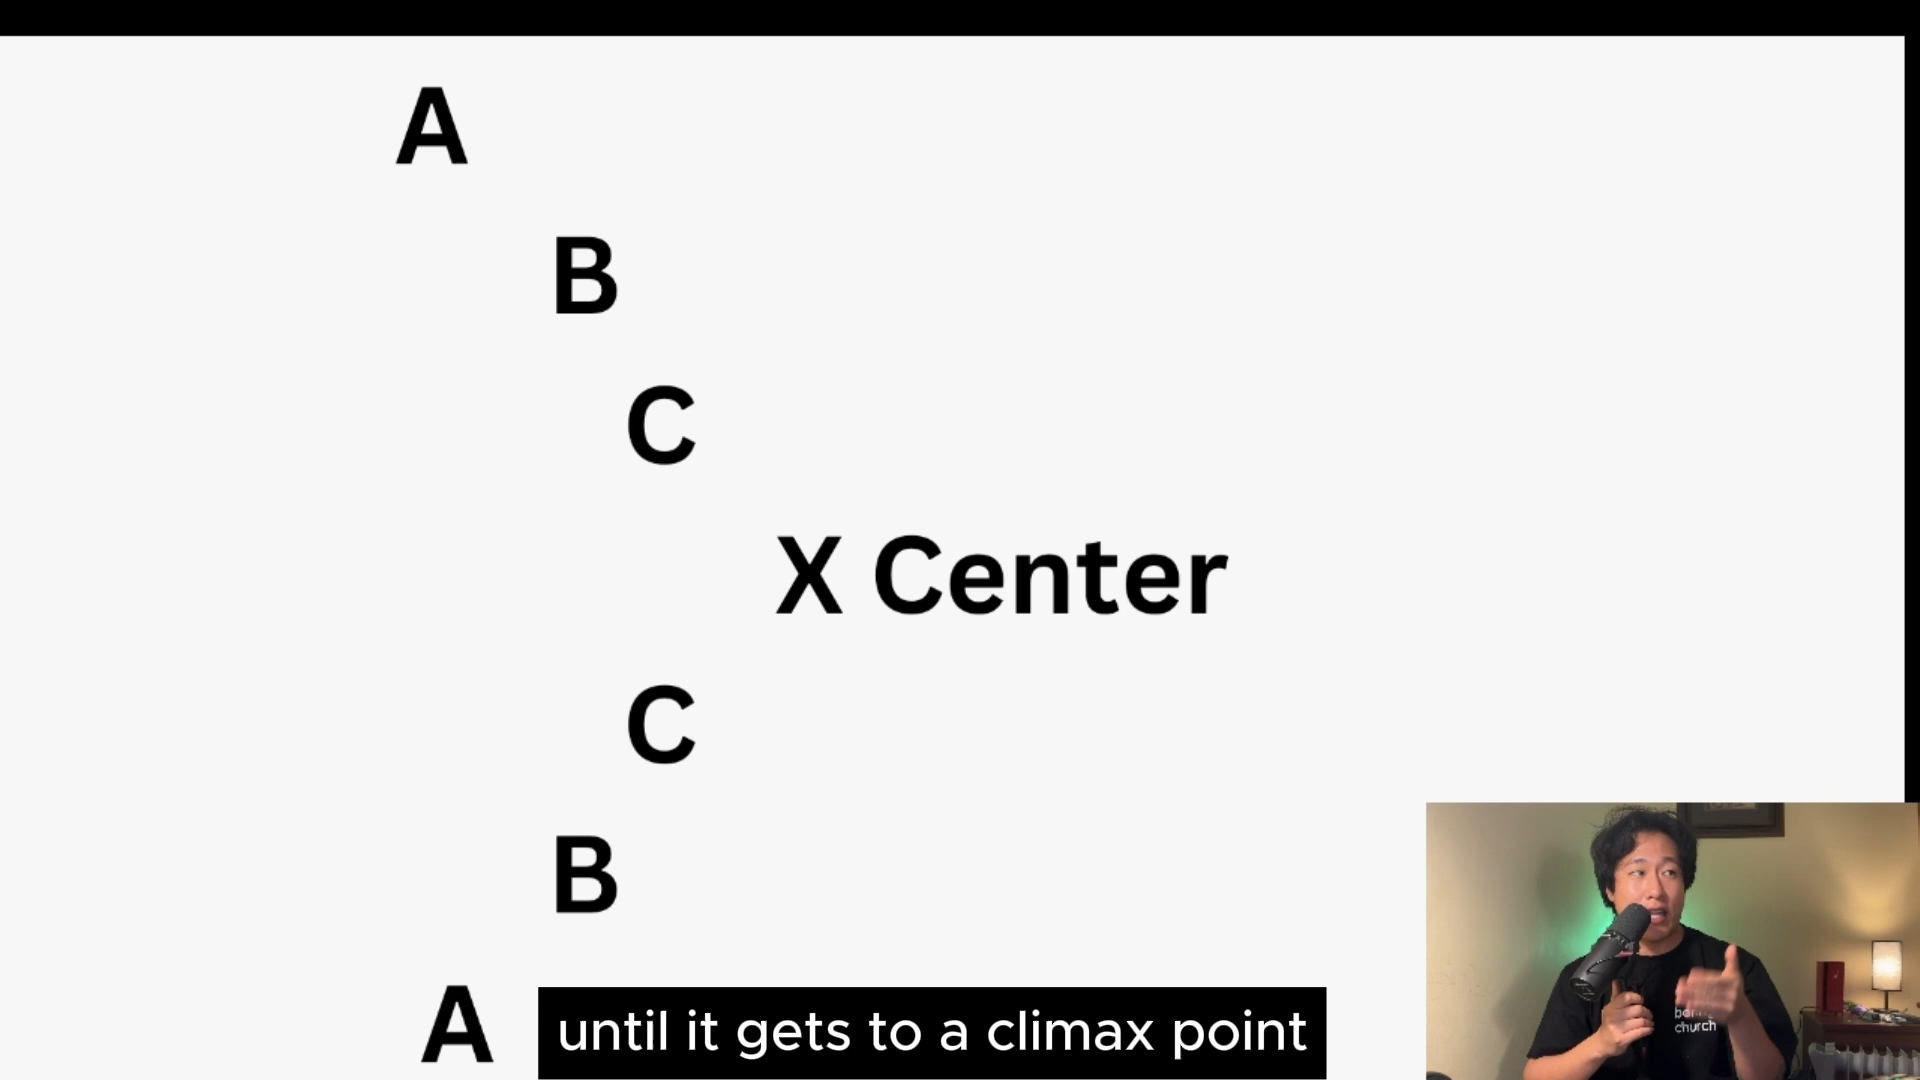 A
B
C
X Center
C
B
A
until it gets to a climax point
church